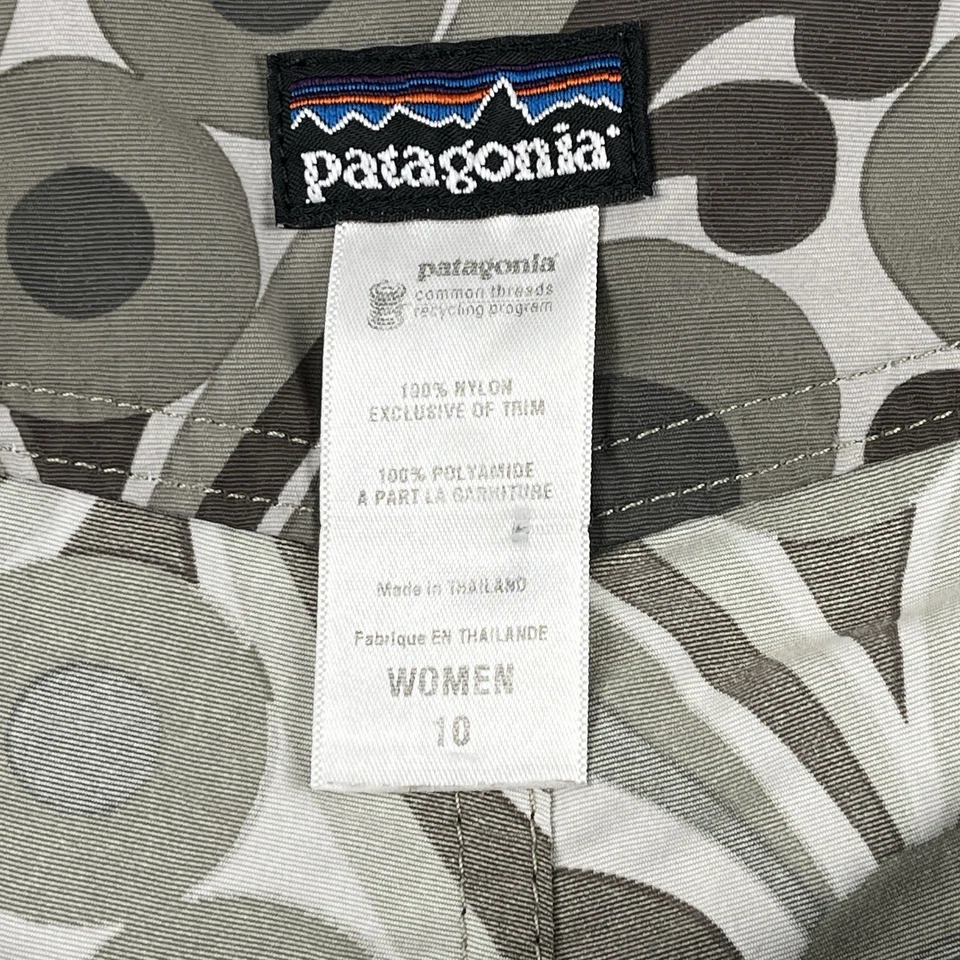 patagonia
patagonia
common threads
recycling program
100% NYLON
EXCLUSIVE OF TRIM
100% POLYAMIDE
A PART LA GARNITURE
Made in THAILAND
Fabrique EN THAILANDE
WOMEN
10